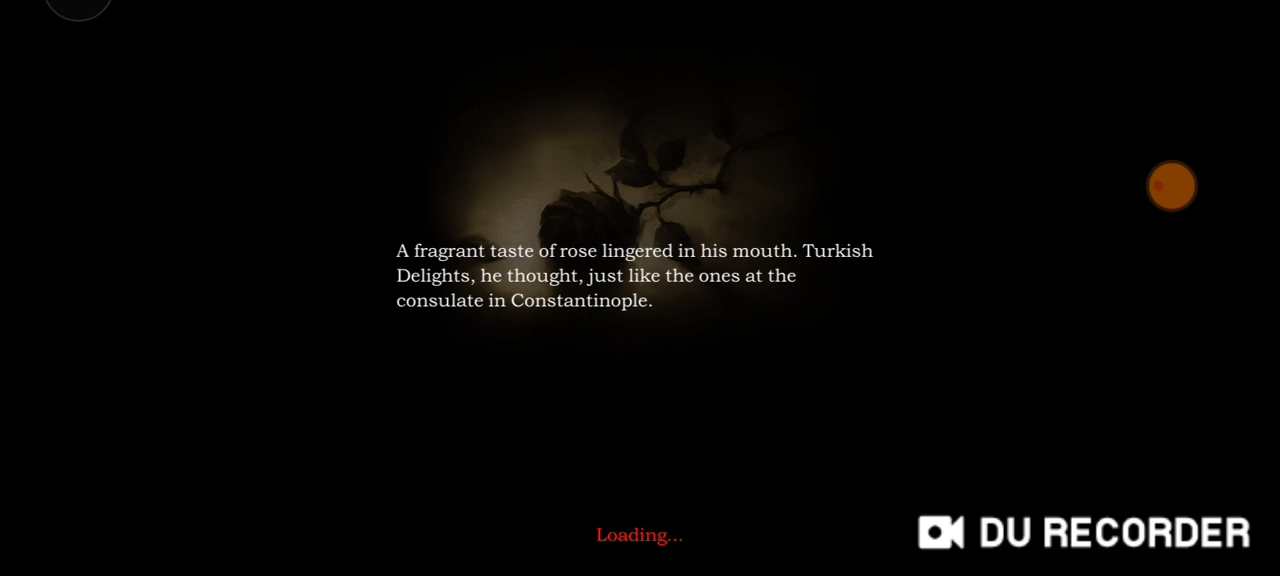 A fragrant taste of rose lingered in his mouth. Turkish
Delights, he thought, just like the ones at the
consulate in Constantinople.
Loading...
DU RECORDER